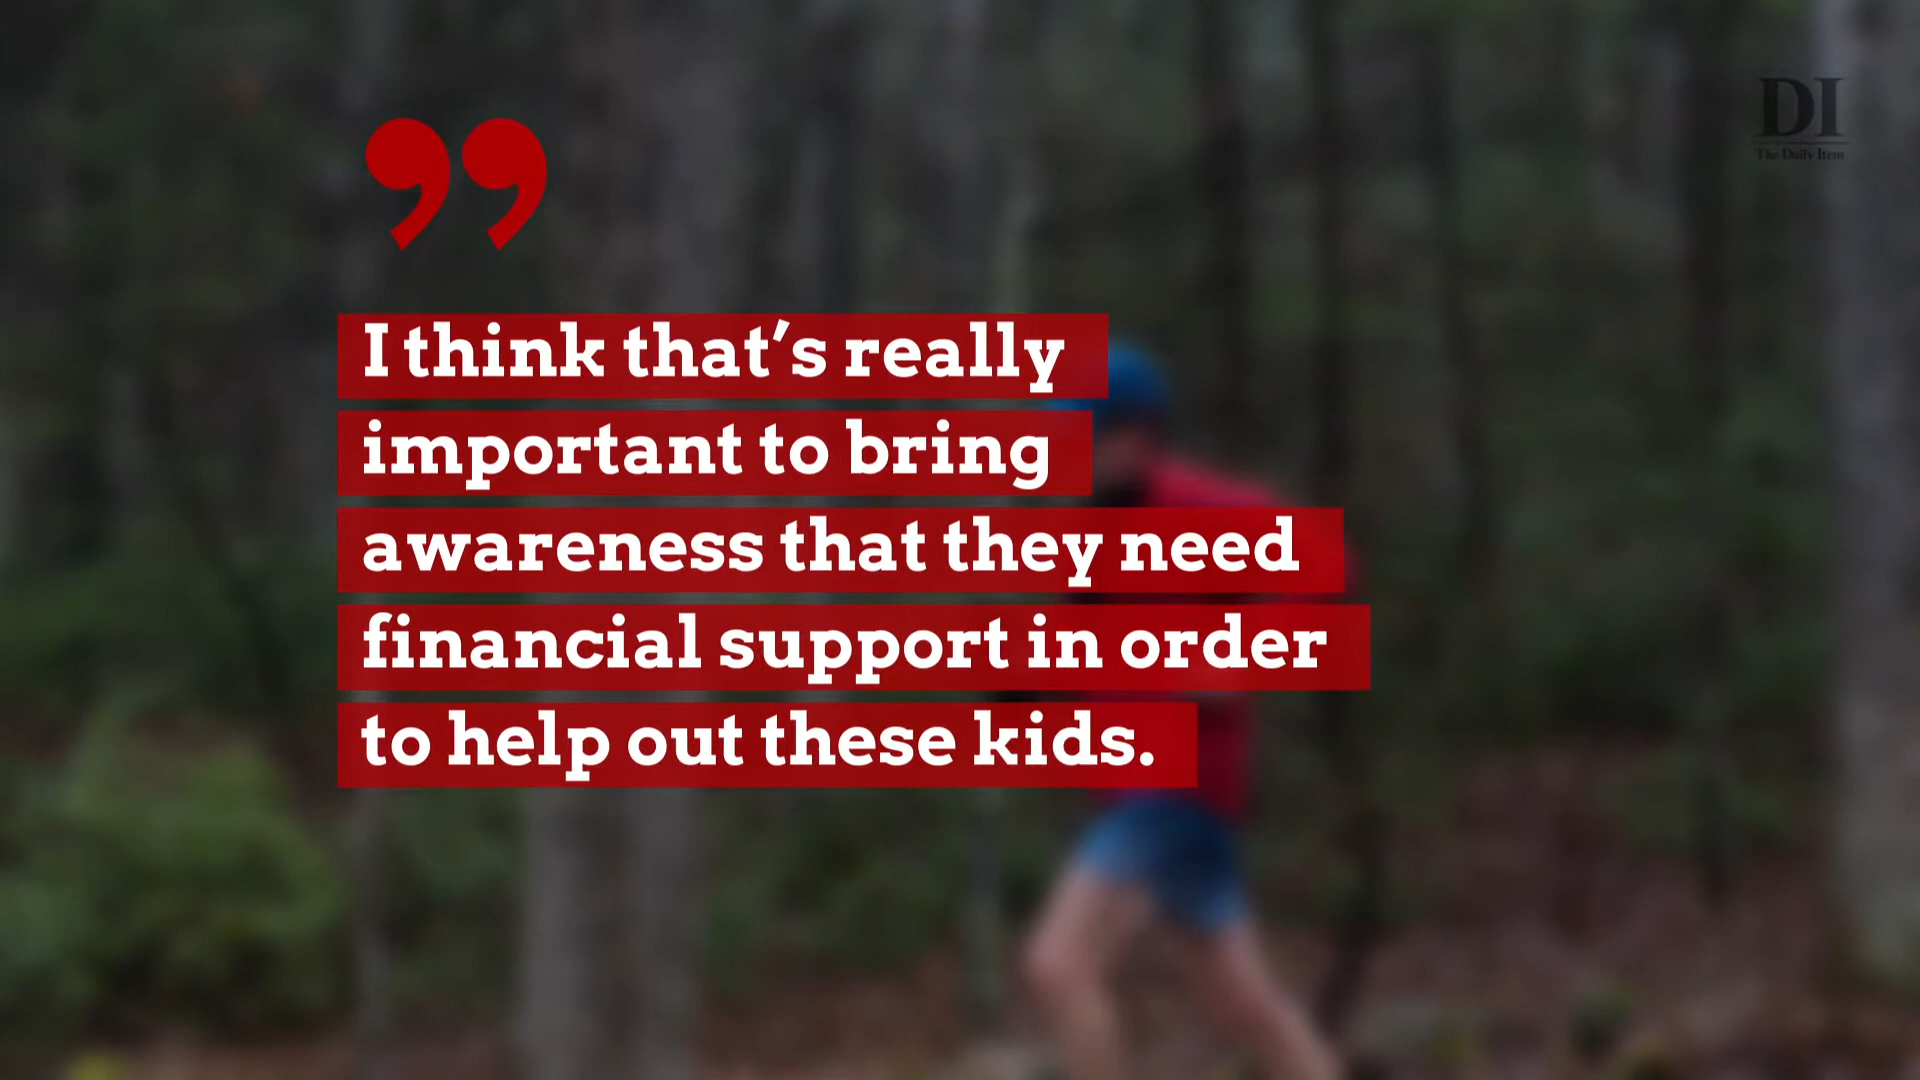 DI
The Daily Item
”
I think that’s really
important to bring
awareness that they need
financial support in order
to help out these kids.